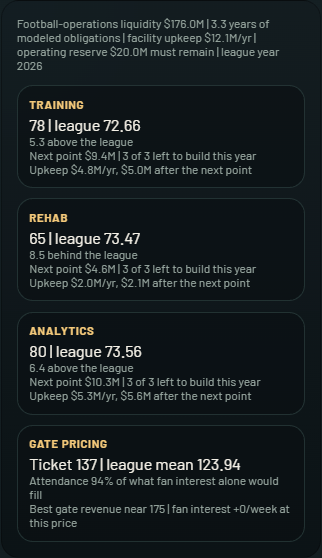 Football-operations liquidity $176.0M | 3.3 years of
modeled obligations | facility upkeep $12.1M/yr |
operating reserve $20.0M must remain | league year
2026
TRAINING
78 | league 72.66
5.3 above the league
Next point $9.4M | 3 of 3 left to build this year
Upkeep $4.8M/yr, $5.0M after the next point
REHAB
65 | league 73.47
8.5 behind the league
Next point $4.6M | 3 of 3 left to build this year
Upkeep $2.0M/yr, $2.1M after the next point
ANALYTICS
80 | league 73.56
6.4 above the league
Next point $10.3M | 3 of 3 left to build this year
Upkeep $5.3M/yr, $5.6M after the next point
GATE PRICING
Ticket 137 | league mean 123.94
Attendance 94% of what fan interest alone would
fill
Best gate revenue near 175 | fan interest +0/week at
this price